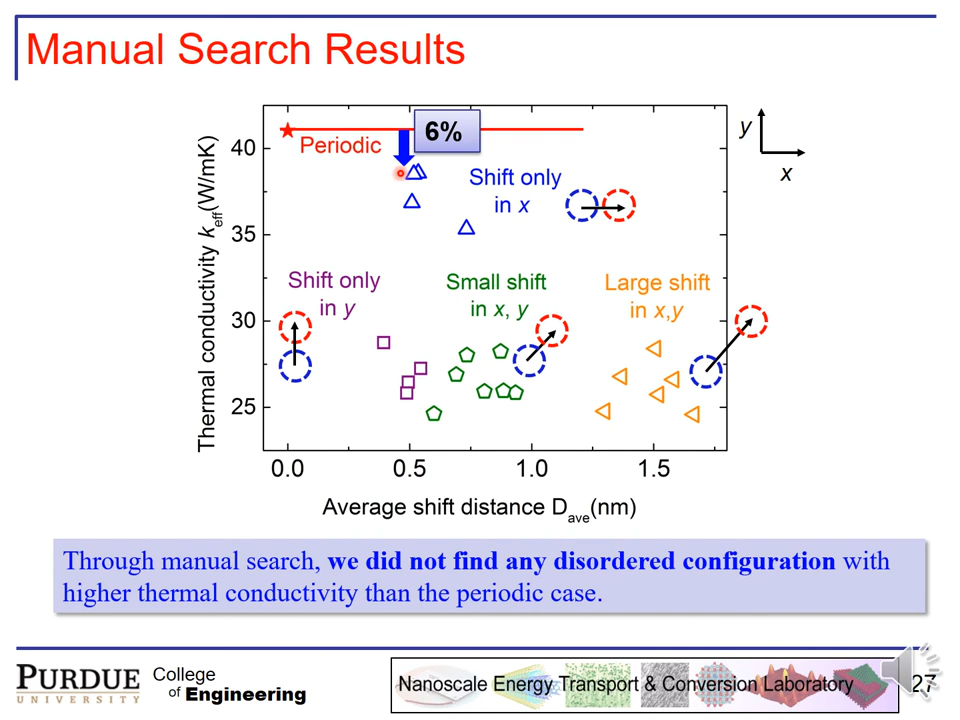 Manual Search Results
6%
Periodic
Shift only
in x
Shift only
in y
Small shift
in x, y
Large shift
in x,y
y
x
40
35
30
25
Thermal conductivity keff(W/mK)
0.0
0.5
1.0
1.5
Average shift distance Dave(nm)
Through manual search, we did not find any disordered configuration with
higher thermal conductivity than the periodic case.
PURDUE
UNIVERSITY
College
of Engineering
Nanoscale Energy Transport & Conversion Laboratory
27